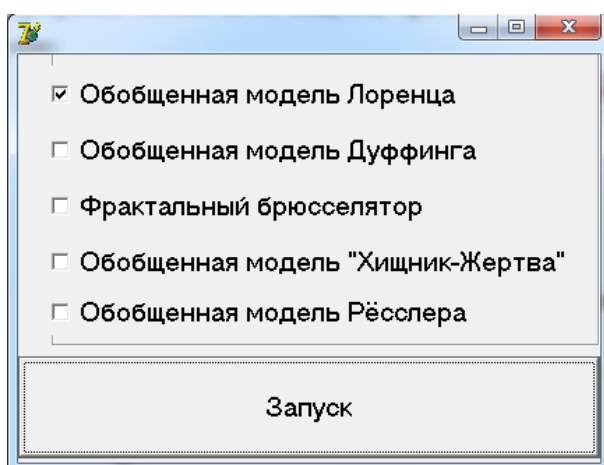 Обобщенная модель Лоренца
Обобщенная модель Дуффинга
Фрактальный брюсселятор
Обобщенная модель "Хищник-Жертва"
Обобщенная модель Рёсслера
Запуск